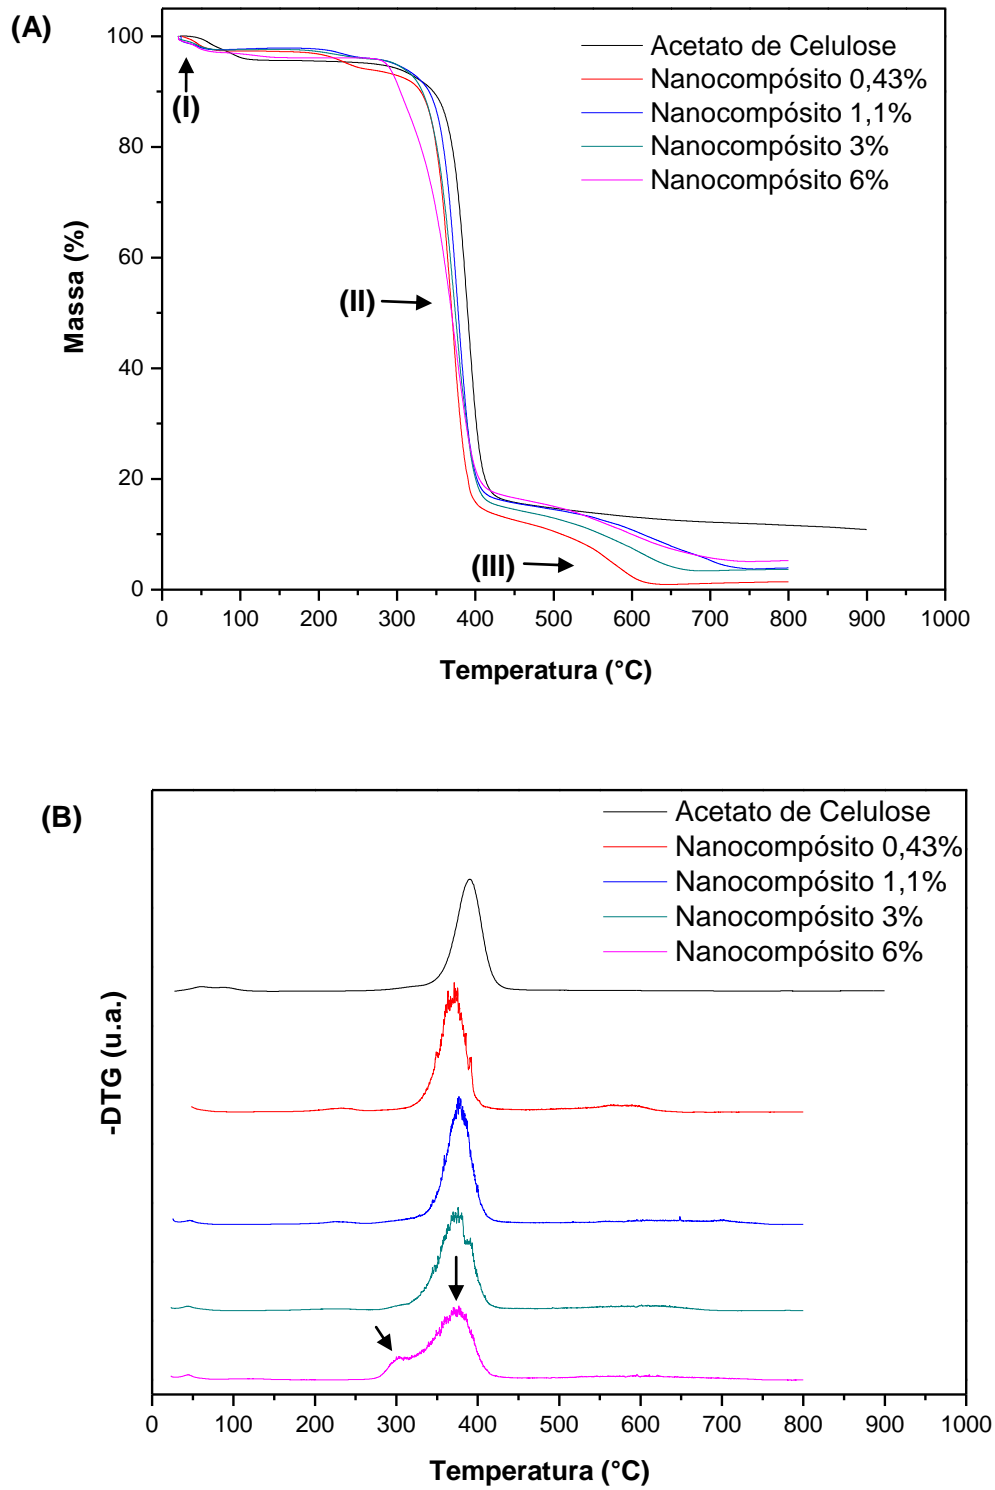 (A)
100
80
60
40
20
0
Massa (%)
Acetato de Celulose
Nanocompósito 0,43%
Nanocompósito 1,1%
Nanocompósito 3%
Nanocompósito 6%
(I)
(II)
(III)
0 100 200 300 400 500 600 700 800 900 1000
Temperatura (°C)
(B)
Acetato de Celulose
Nanocompósito 0,43%
Nanocompósito 1,1%
Nanocompósito 3%
Nanocompósito 6%
-DTG (u.a.)
0 100 200 300 400 500 600 700 800 900 1000
Temperatura (°C)